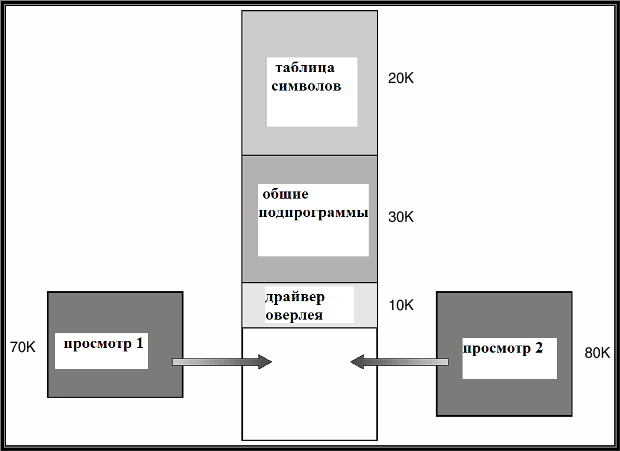 таблица
символов
20K
общие
подпрограммы
30K
драйвер
оверлея
10K
70K
просмотр 1
просмотр 2
80K